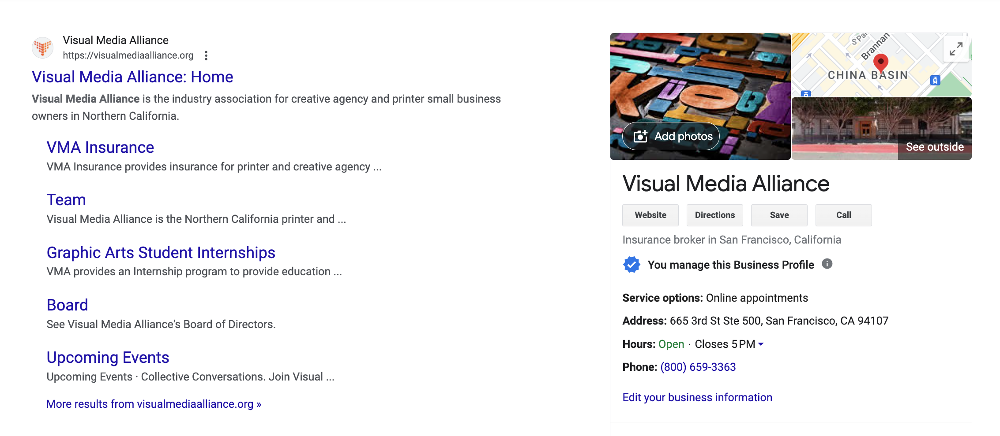 Visual Media Alliance
https://visualmediaalliance.org
Visual Media Alliance: Home
Visual Media Alliance is the industry association for creative agency and printer small business
owners in Northern California.
VMA Insurance
VMA Insurance provides insurance for printer and creative agency ...
Team
Visual Media Alliance is the Northern California printer and ...
Graphic Arts Student Internships
VMA provides an Internship program to provide education ...
Board
See Visual Media Alliance's Board of Directors.
Upcoming Events
Upcoming Events · Collective Conversations. Join Visual ...
More results from visualmediaalliance.org »
Add photos
S Par
Brannan
CHINA BASIN
See outside
Visual Media Alliance
Website Directions Save Call
Insurance broker in San Francisco, California
You manage this Business Profile
Service options: Online appointments
Address: 665 3rd St Ste 500, San Francisco, CA 94107
Hours: Open · Closes 5 PM
Phone: (800) 659-3363
Edit your business information